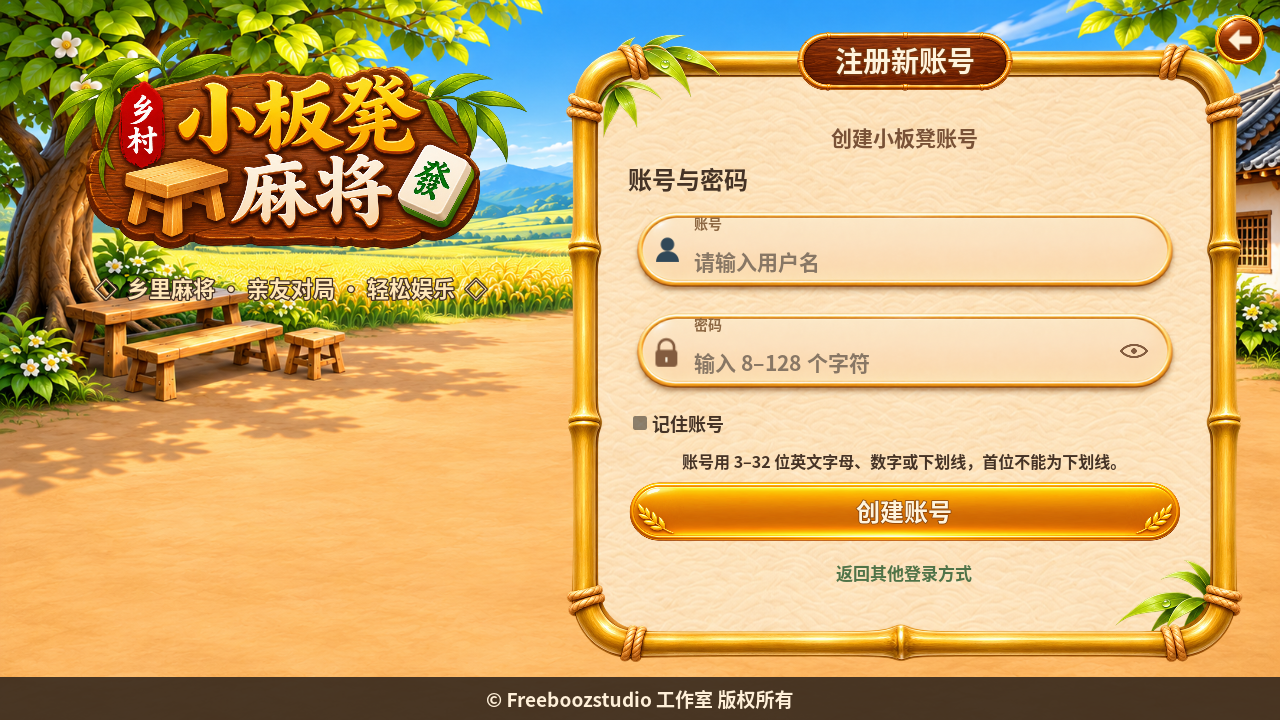 乡村
小板凳
麻将
發
◇ 乡里麻将 · 亲友对局 · 轻松娱乐 ◇
注册新账号
创建小板凳账号
账号与密码
账号
请输入用户名
密码
输入 8–128 个字符
记住账号
账号用 3–32 位英文字母、数字或下划线，首位不能为下划线。
创建账号
返回其他登录方式
© Freeboozstudio 工作室 版权所有